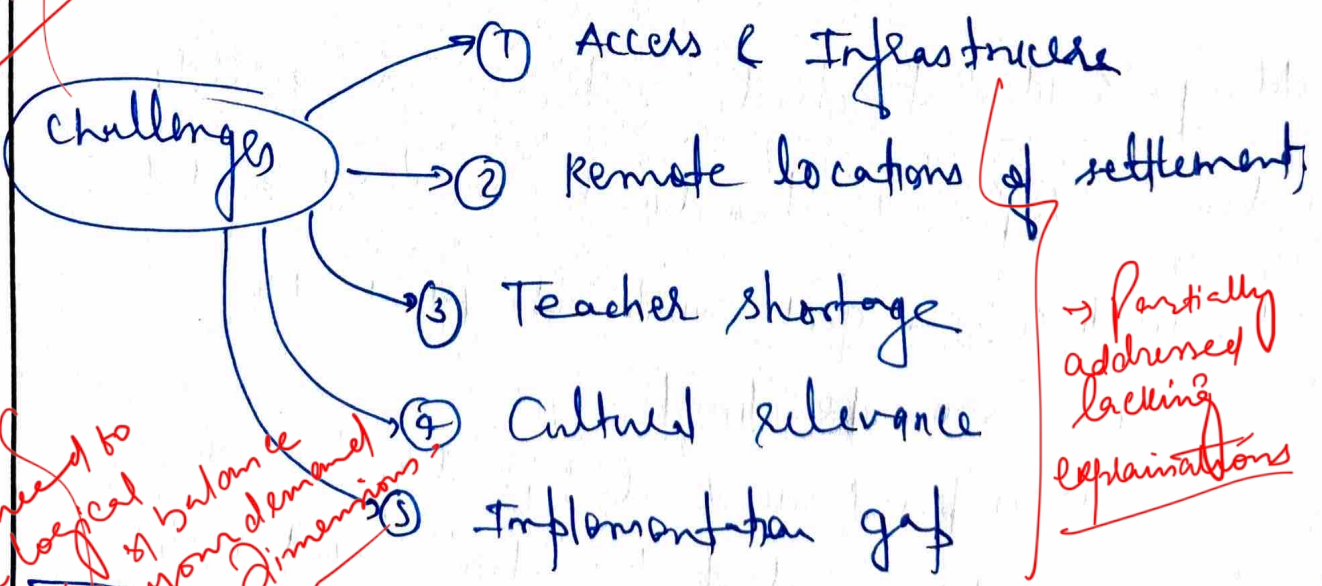 Challenges
① Access & Infrastructure
② Remote locations of settlements
③ Teacher shortage
④ Cultural relevance
⑤ Implementation gap
→ Partially
addressed
lacking
explainations
need to
logical
balance
demand
Dimensions